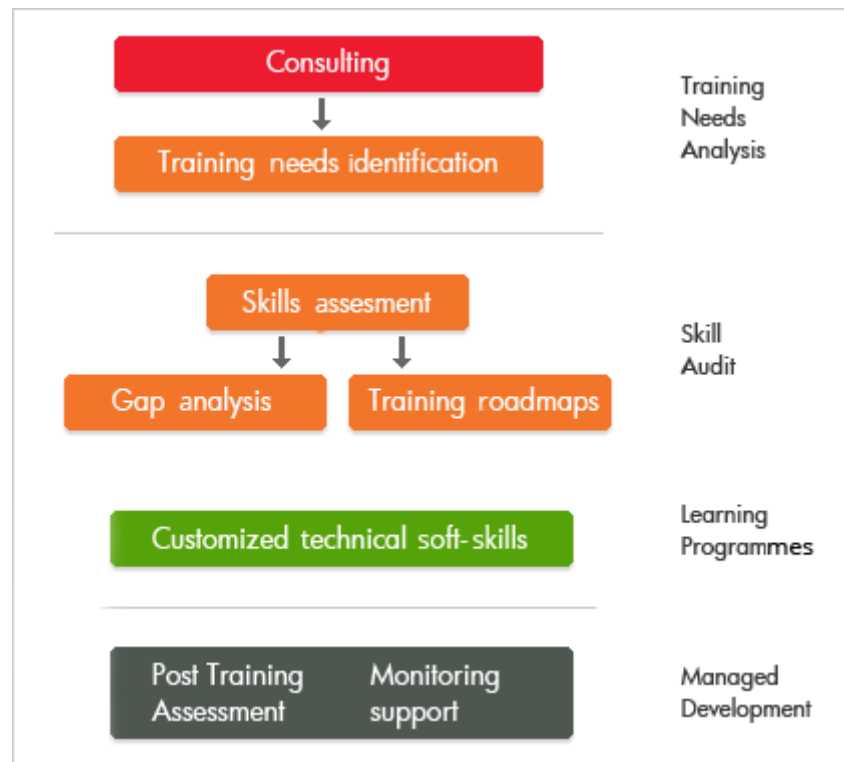 Consulting
Training needs identification
Training
Needs
Analysis
Skills assesment
Gap analysis
Training roadmaps
Skill
Audit
Customized technical soft-skills
Learning
Programmes
Post Training
Assessment
Monitoring
support
Managed
Development